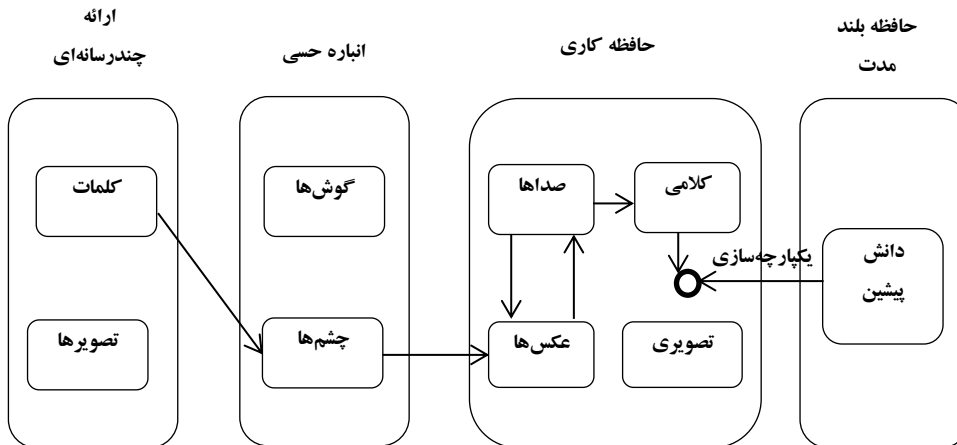 ارائه
چندرسانه‌ای
انباره حسی
حافظه کاری
حافظه بلند
مدت
کلمات
گوش‌ها
صداها
کلامی
یکپارچه‌سازی
دانش
پیشین
تصویرها
چشم‌ها
عکس‌ها
تصویری